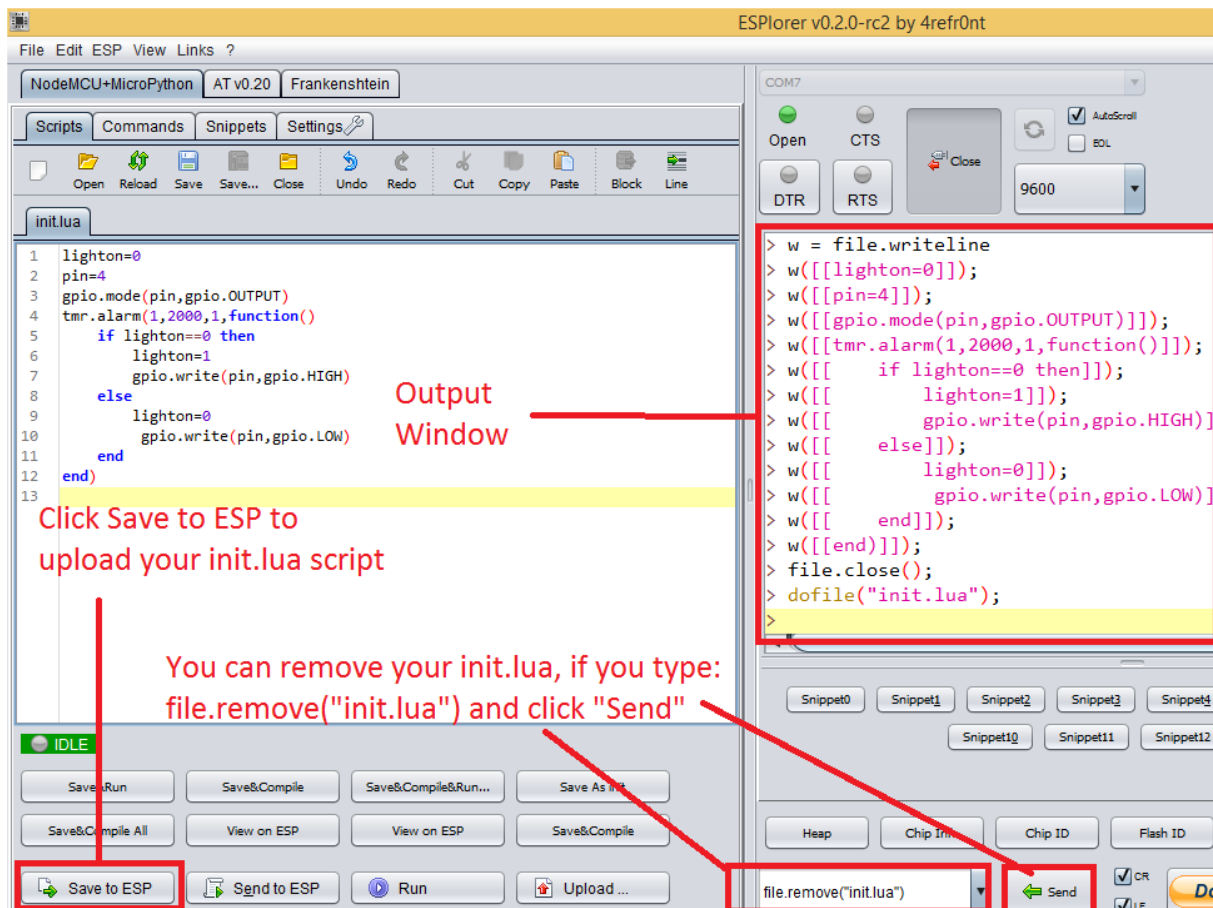 ESPlorer v0.2.0-rc2 by 4refr0nt
File Edit ESP View Links ?
NodeMCU+MicroPython AT v0.20 Frankenshtein
Scripts Commands Snippets Settings
Open Reload Save Save... Close Undo Redo Cut Copy Paste Block Line
init.lua
1 lighton=0
2 pin=4
3 gpio.mode(pin,gpio.OUTPUT)
4 tmr.alarm(1,2000,1,function()
5     if lighton==0 then
6         lighton=1
7         gpio.write(pin,gpio.HIGH)
8     else
9         lighton=0
10          gpio.write(pin,gpio.LOW)
11     end
12 end)
13
Output
Window
Click Save to ESP to
upload your init.lua script
You can remove your init.lua, if you type:
file.remove("init.lua") and click "Send"
IDLE
Save&Run Save&Compile Save&Compile&Run... Save As init
Save&Compile All View on ESP View on ESP Save&Compile
Save to ESP Send to ESP Run Upload ...
COM7
Open CTS Close AutoScroll
EOL
DTR RTS 9600
> w = file.writeline
> w([[lighton=0]]);
> w([[pin=4]]);
> w([[gpio.mode(pin,gpio.OUTPUT)]]);
> w([[tmr.alarm(1,2000,1,function()]]);
> w([[    if lighton==0 then]]);
> w([[        lighton=1]]);
> w([[        gpio.write(pin,gpio.HIGH)]
> w([[    else]]);
> w([[        lighton=0]]);
> w([[         gpio.write(pin,gpio.LOW)]
> w([[    end]]);
> w([[end)]]);
> file.close();
> dofile("init.lua");
>
Snippet0 Snippet1 Snippet2 Snippet3 Snippet4
Snippet10 Snippet11 Snippet12
Heap Chip Info Chip ID Flash ID
file.remove("init.lua") Send CR
LF Do